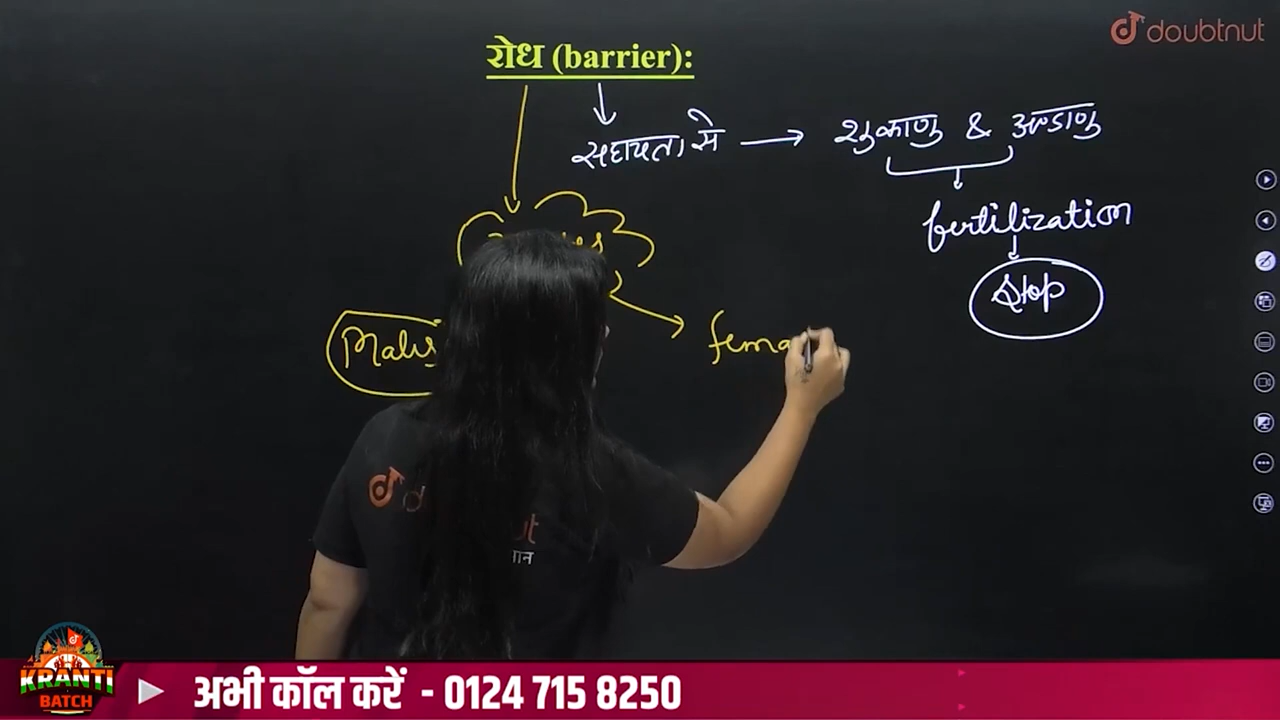 doubtnut
रोध (barrier):
सहायता से → शुक्राणु & अण्डाणु
fertilization
Stop
Males
fema
KRANTI
BATCH
अभी कॉल करें - 0124 715 8250